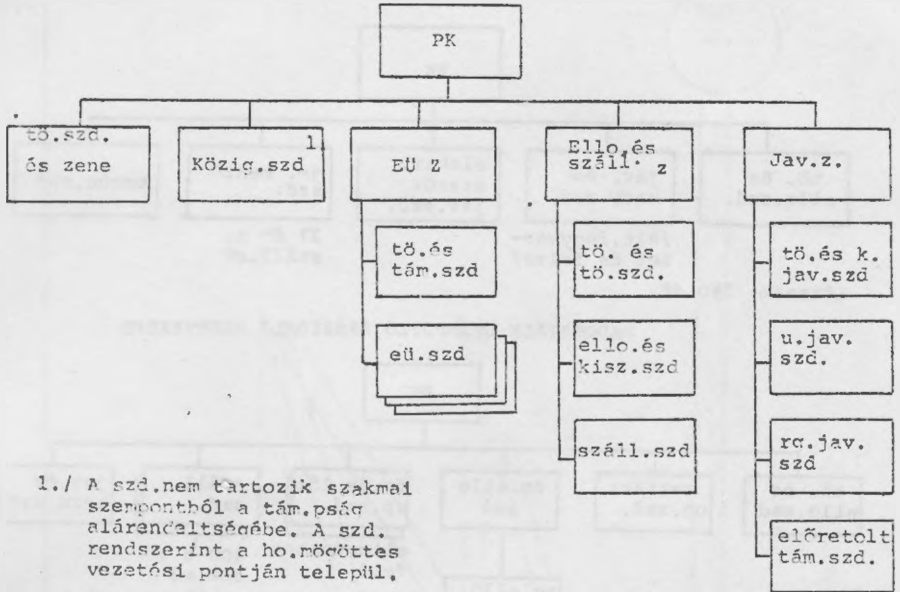 PK
tö.szd.
és zene
1.
Közig.szd
EÜ z
Ello.és
száll.
z
Jav.z.
tö.és
tám.szd
eü.szd
tö. és
tö.szd.
ello.és
kisz.szd
száll.szd
tö.és k.
jav.szd
u.jav.
szd.
rg.jav.
szd
előretolt
tám.szd.
1./ A szd.nem tartozik szakmai
szempontból a tám.pság
alárendeltségébe. A szd.
rendszerint a ho.mögöttes
vezetési pontján települ.